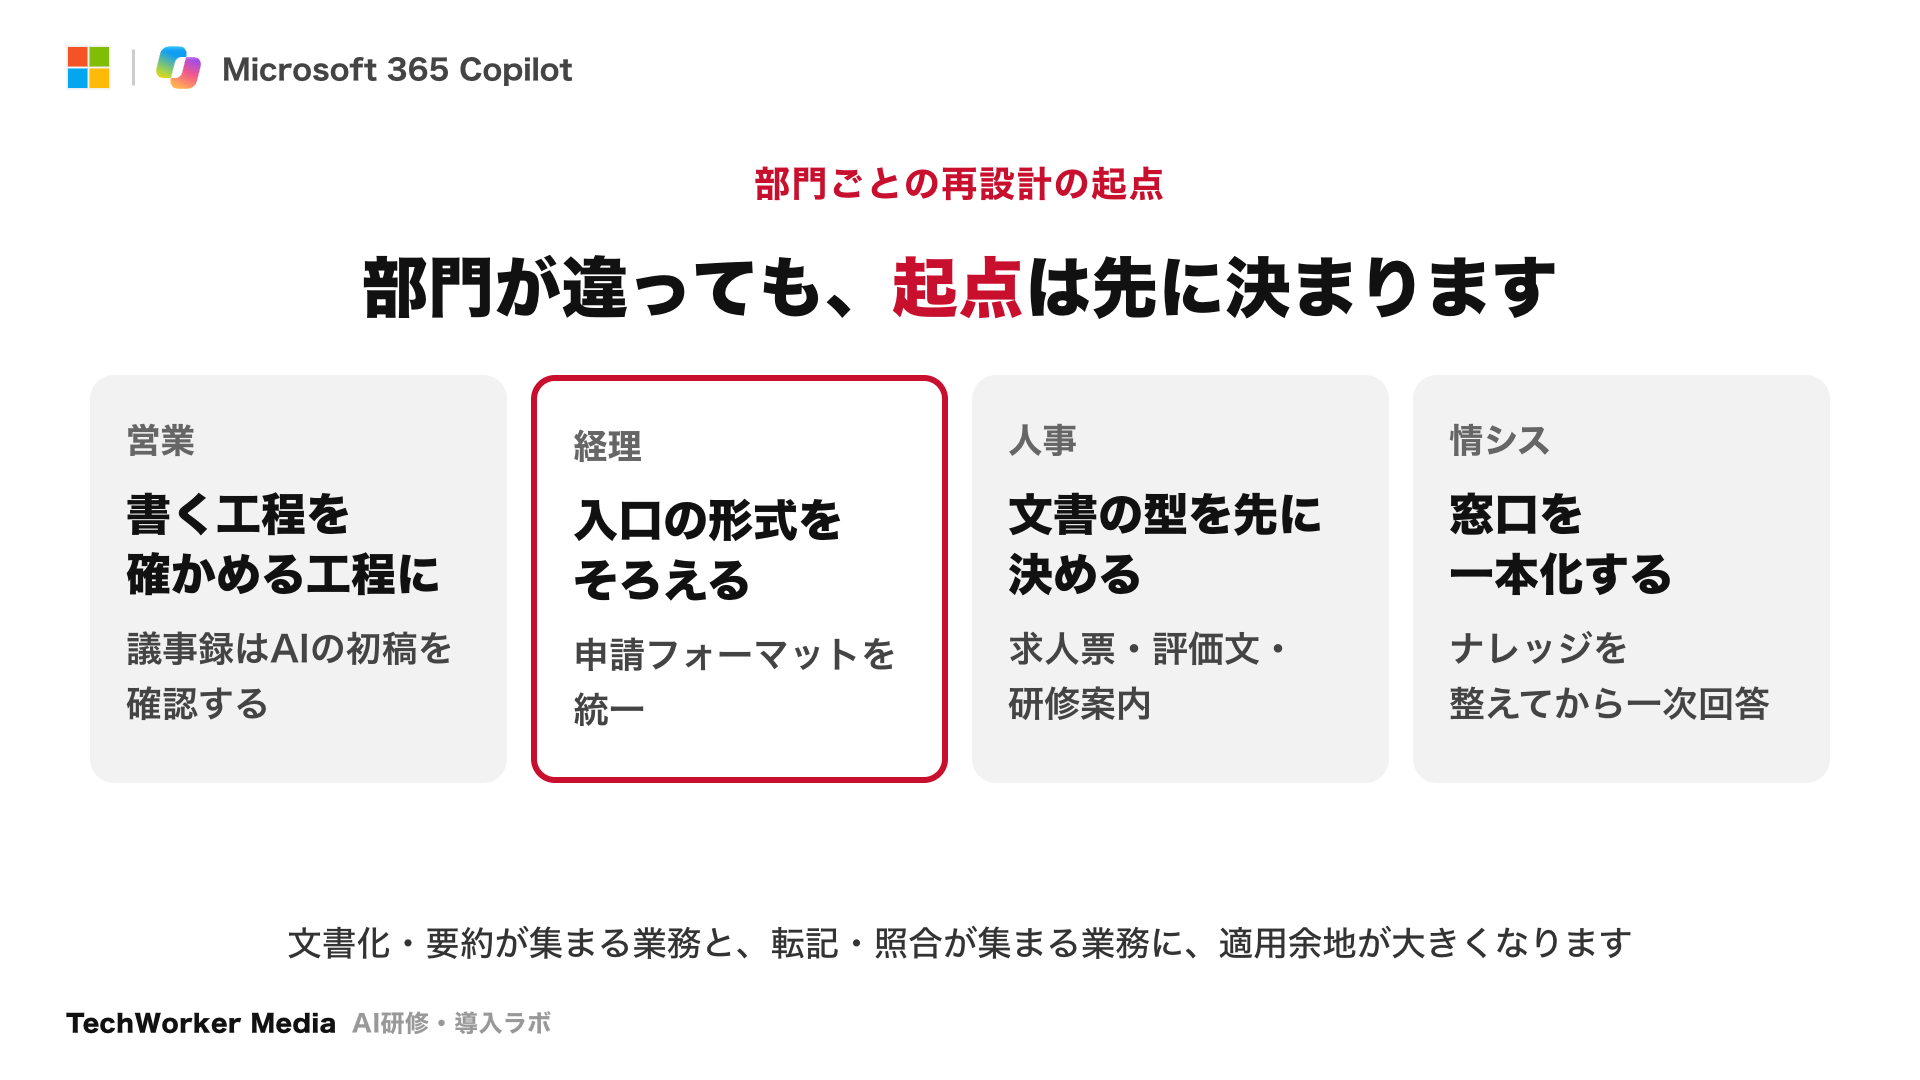 Microsoft 365 Copilot
部門ごとの再設計の起点
部門が違っても、起点は先に決まります
営業
書く工程を
確かめる工程に
議事録はAIの初稿を
確認する
経理
入口の形式を
そろえる
申請フォーマットを
統一
人事
文書の型を先に
決める
求人票・評価文・
研修案内
情シス
窓口を
一本化する
ナレッジを
整えてから一次回答
文書化・要約が集まる業務と、転記・照合が集まる業務に、適用余地が大きくなります
TechWorker Media AI研修・導入ラボ